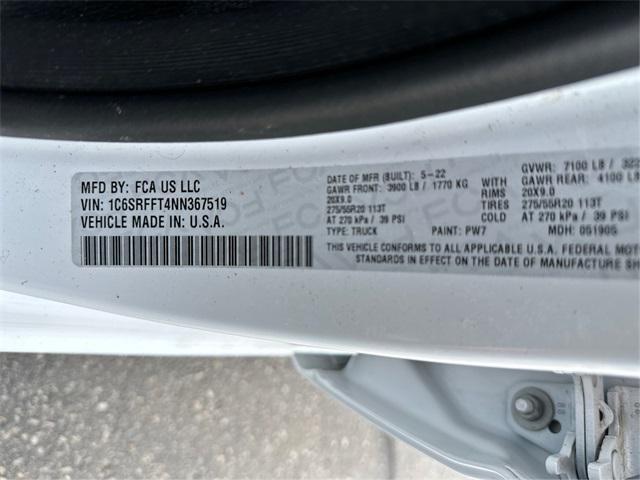 MFD BY: FCA US LLC
VIN: 1C6SRFFT4NN367519
VEHICLE MADE IN U.S.A.
DATE OF MFR (BUILT): 5-22 GVWR: 7100 LB /
GAWR FRONT: 3900 LB / 1770 KG WITH GAWR REAR: 4100 LB
20X9.0 RIMS 20X9.0
275/55R20 113T TIRES 275/55R20 113T
AT 270 kPa / 39 PSI COLD AT 270 kPa / 39 PSI
TYPE: TRUCK PAINT: PW7 MDH: 051905
THIS VEHICLE CONFORMS TO ALL APPLICABLE U.S.A. FEDERAL
STANDARDS IN EFFECT ON THE DATE OF MANUFACTURE